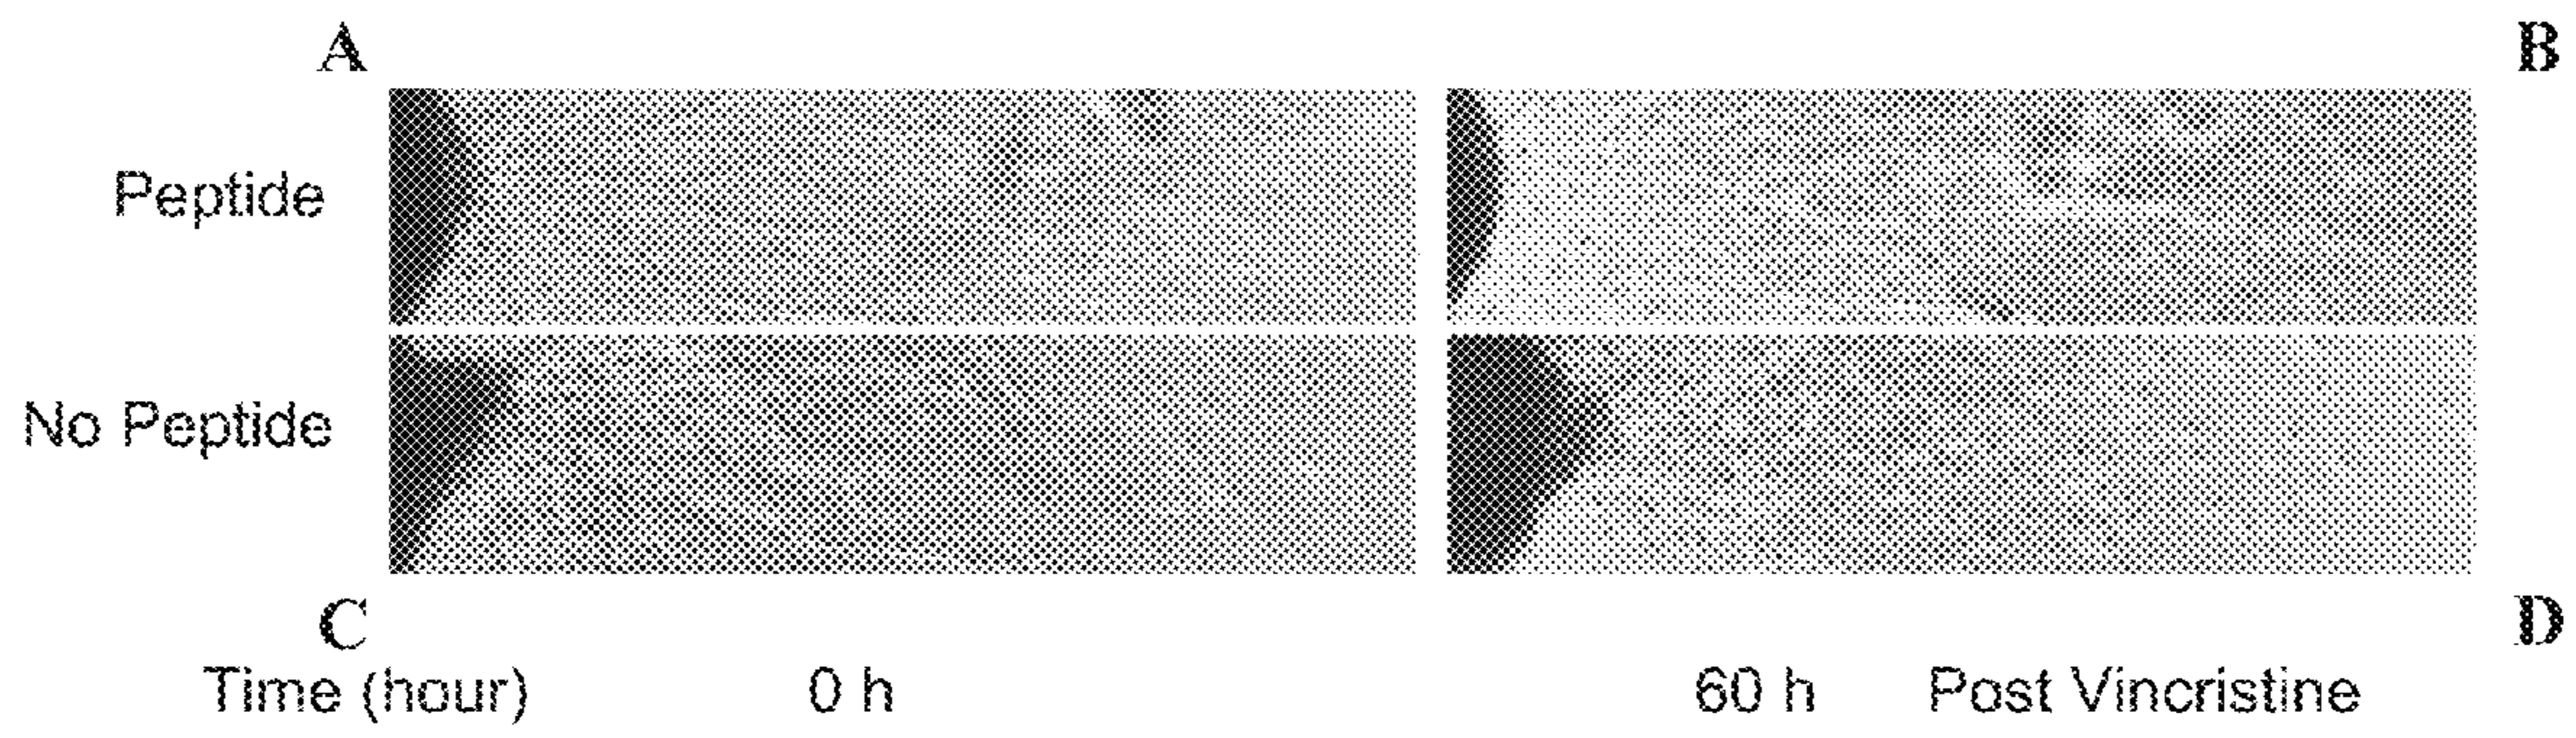 A B
Peptide
No Peptide
C D
Time (hour) 0 h 60 h Post Vincristine